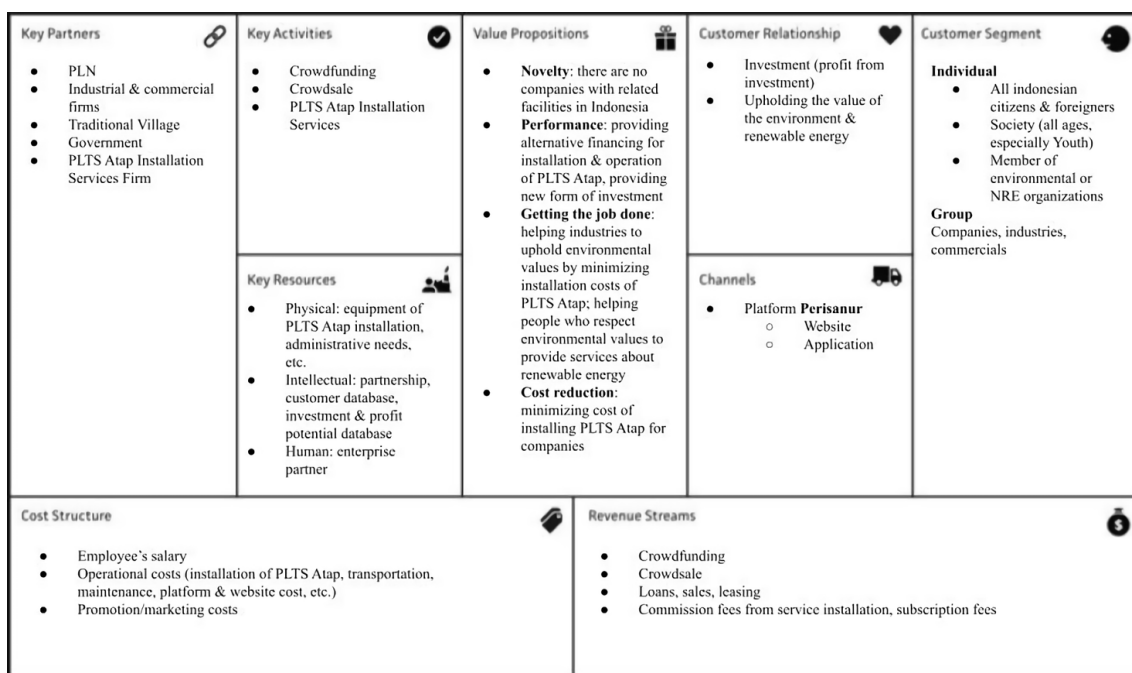 Key Partners
● PLN
● Industrial & commercial
firms
● Traditional Village
● Government
● PLTS Atap Installation
Services Firm
Key Activities
● Crowdfunding
● Crowdsale
● PLTS Atap Installation
Services
Key Resources
● Physical: equipment of
PLTS Atap installation,
administrative needs,
etc.
● Intellectual: partnership,
customer database,
investment & profit
potential database
● Human: enterprise
partner
Value Propositions
● Novelty: there are no
companies with related
facilities in Indonesia
● Performance: providing
alternative financing for
installation & operation
of PLTS Atap, providing
new form of investment
● Getting the job done:
helping industries to
uphold environmental
values by minimizing
installation costs of
PLTS Atap; helping
people who respect
environmental values to
provide services about
renewable energy
● Cost reduction:
minimizing cost of
installing PLTS Atap for
companies
Customer Relationship
● Investment (profit from
investment)
● Upholding the value of
the environment &
renewable energy
Channels
● Platform Perisanur
○ Website
○ Application
Customer Segment
Individual
● All indonesian
citizens & foreigners
● Society (all ages,
especially Youth)
● Member of
environmental or
NRE organizations
Group
Companies, industries,
commercials
Cost Structure
● Employee’s salary
● Operational costs (installation of PLTS Atap, transportation,
maintenance, platform & website cost, etc.)
● Promotion/marketing costs
Revenue Streams
$
● Crowdfunding
● Crowdsale
● Loans, sales, leasing
● Commission fees from service installation, subscription fees